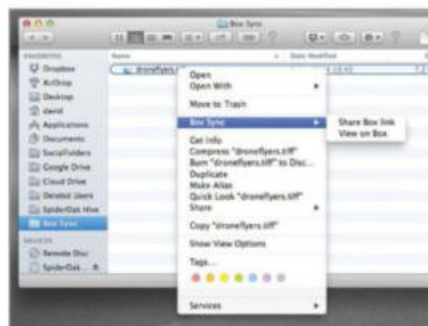 Box Sync
Name
Date Modified
FAVORITES
Dropbox
AirDrop
Desktop
david
Applications
Documents
SocialFolders
Google Drive
Cloud Drive
Deleted Users
SpiderOak Hive
Box Sync
DEVICES
Remote Disc
SpiderOak...
droneflyers.tiff
Open
Open With
Move to Trash
Box Sync
Share Box link
View on Box
Get Info
Compress "droneflyers.tiff"
Burn "droneflyers.tiff" to Disc...
Duplicate
Make Alias
Quick Look "droneflyers.tiff"
Share
Copy "droneflyers.tiff"
Show View Options
Tags...
Services